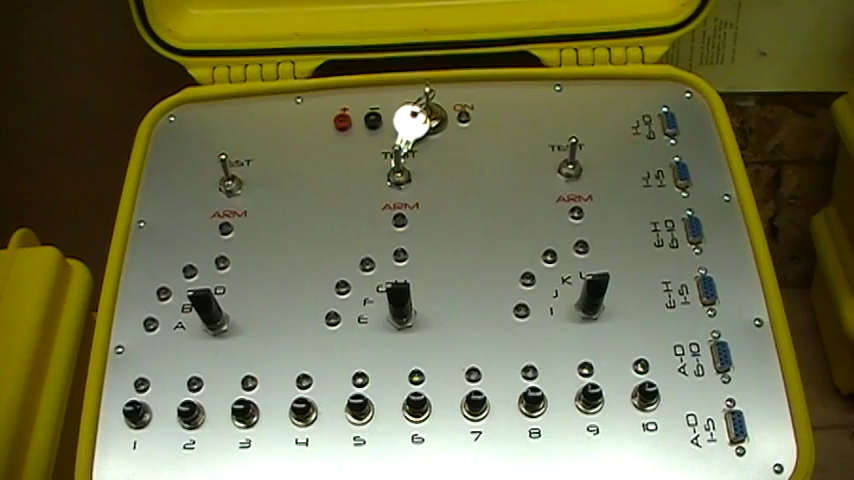 + - ON
TEST TEST TEST
ARM ARM ARM
A B D
E F G H
I J K L
1 2 3 4 5 6 7 8 9 10
I-L
6-10
I-L
1-5
E-H
6-10
E-H
1-5
A-D
6-10
A-D
1-5